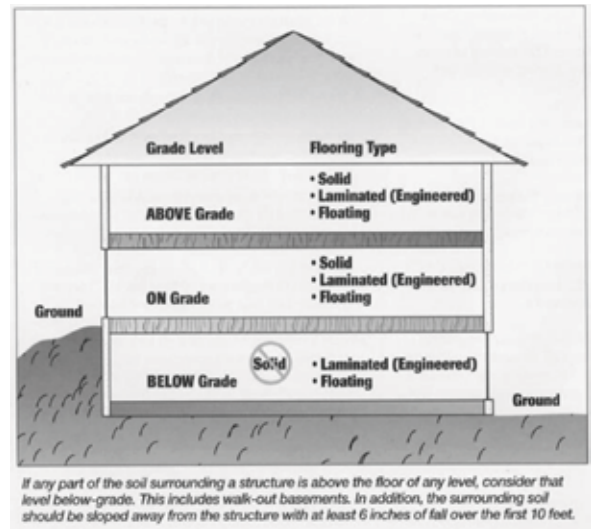 Grade Level Flooring Type
• Solid
• Laminated (Engineered)
ABOVE Grade • Floating
• Solid
• Laminated (Engineered)
ON Grade • Floating
Ground
Solid • Laminated (Engineered)
BELOW Grade • Floating
Ground
If any part of the soil surrounding a structure is above the floor of any level, consider that
level below-grade. This includes walk-out basements. In addition, the surrounding soil
should be sloped away from the structure with at least 6 inches of fall over the first 10 feet.